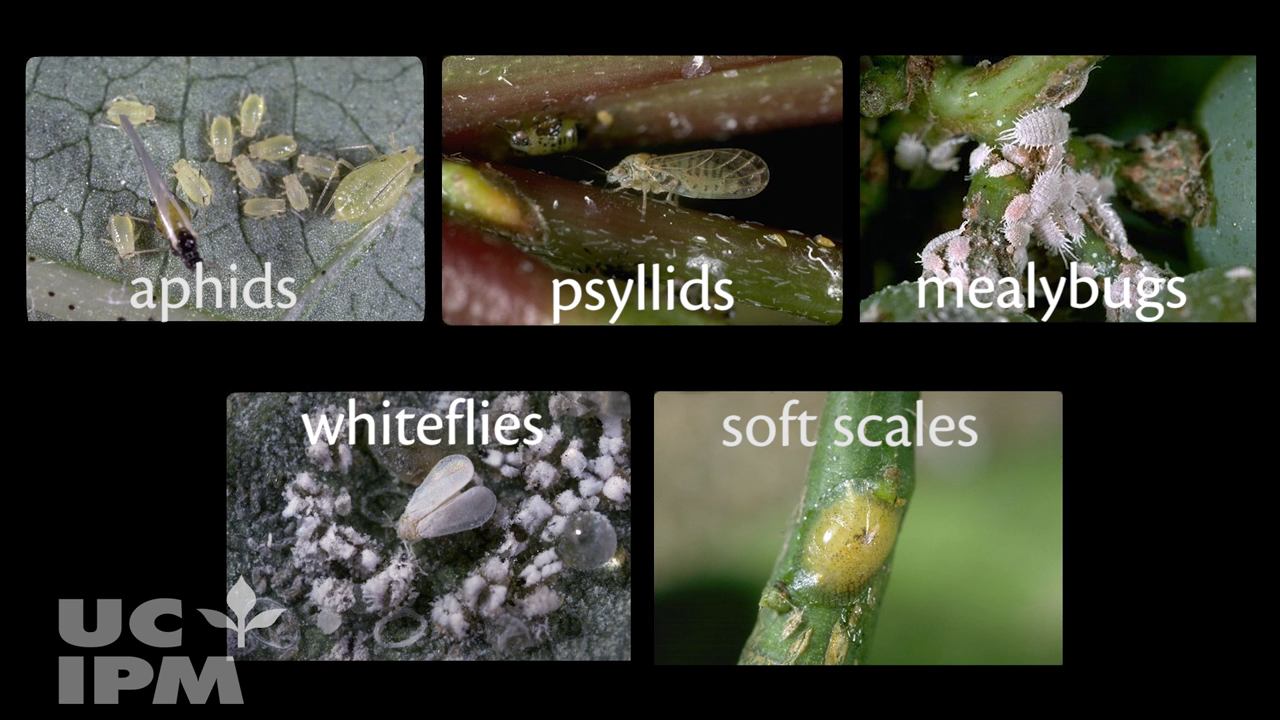 aphids
psyllids
mealybugs
whiteflies
soft scales
UC
IPM